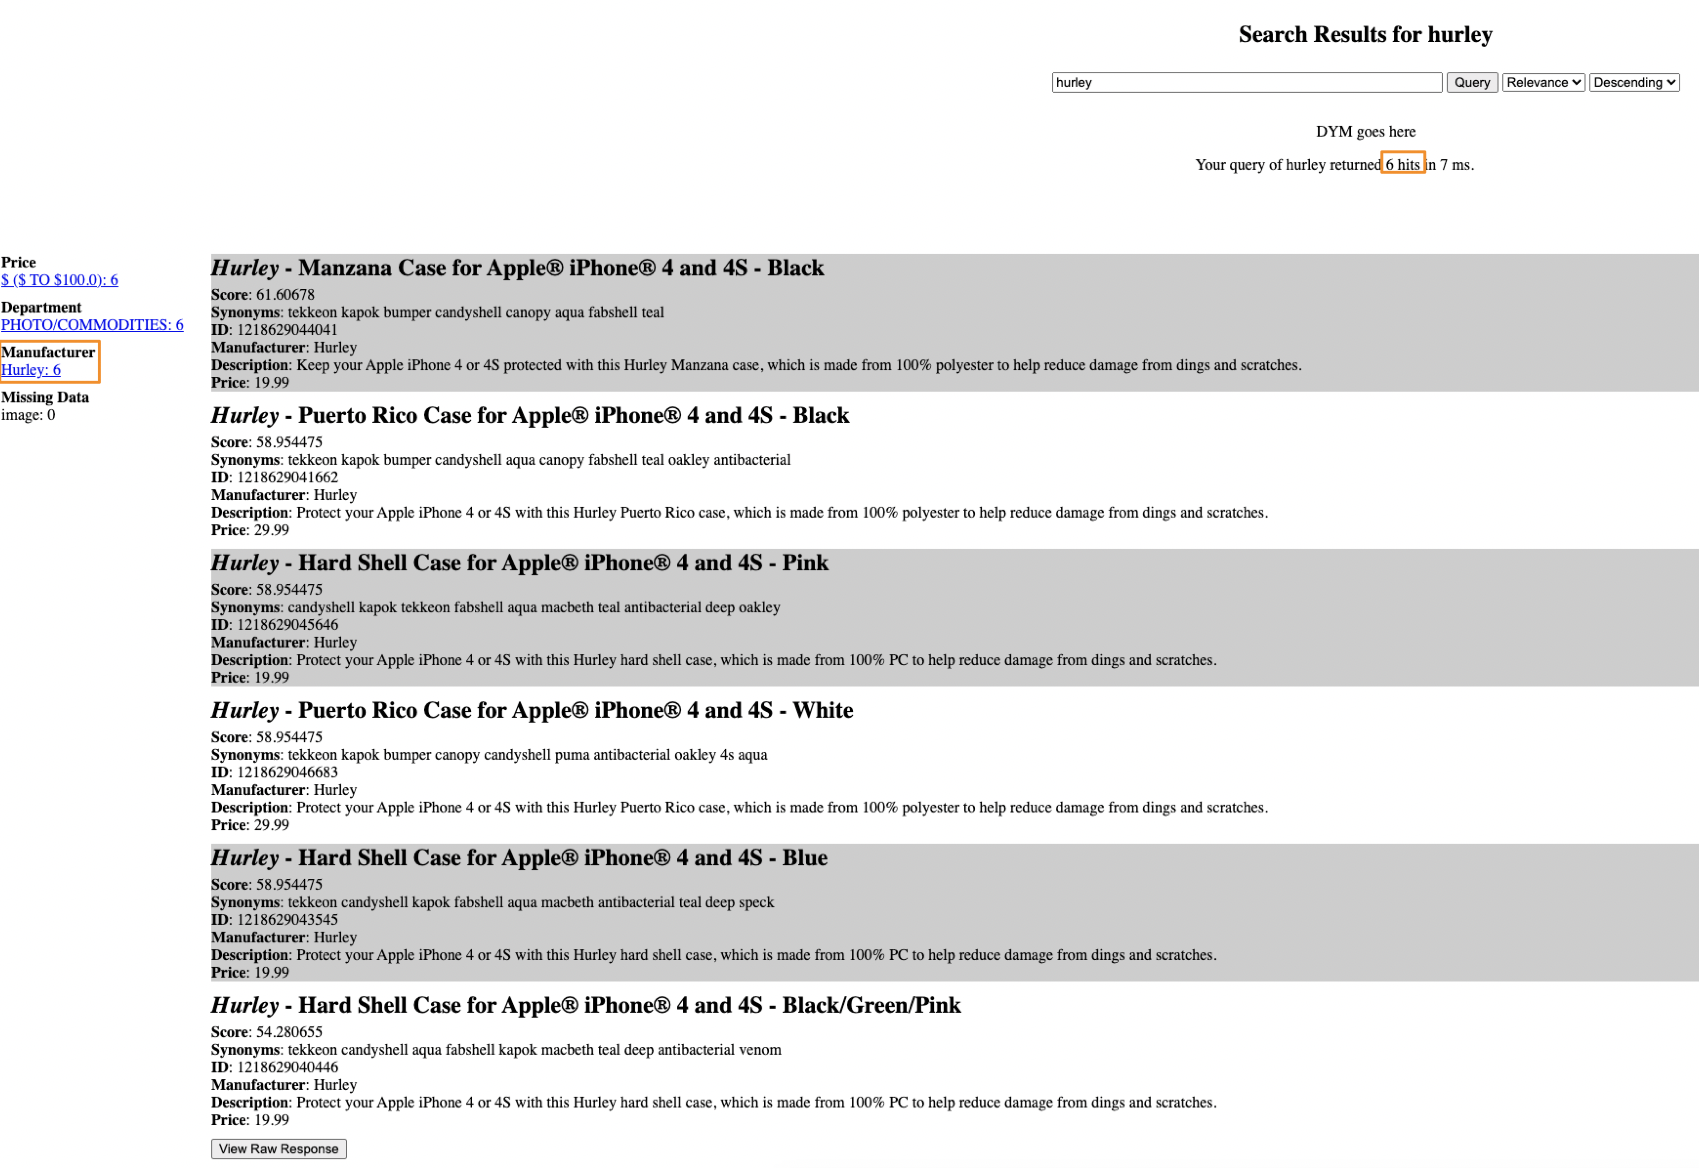 Search Results for hurley
hurley Query Relevance Descending
DYM goes here
Your query of hurley returned 6 hits in 7 ms.
Price
$ ($ TO $100.0): 6
Department
PHOTO/COMMODITIES: 6
Manufacturer
Hurley: 6
Missing Data
image: 0
Hurley - Manzana Case for Apple® iPhone® 4 and 4S - Black
Score: 61.60678
Synonyms: tekkeon kapok bumper candyshell canopy aqua fabshell teal
ID: 1218629044041
Manufacturer: Hurley
Description: Keep your Apple iPhone 4 or 4S protected with this Hurley Manzana case, which is made from 100% polyester to help reduce damage from dings and scratches.
Price: 19.99
Hurley - Puerto Rico Case for Apple® iPhone® 4 and 4S - Black
Score: 58.954475
Synonyms: tekkeon kapok bumper candyshell aqua canopy fabshell teal oakley antibacterial
ID: 1218629041662
Manufacturer: Hurley
Description: Protect your Apple iPhone 4 or 4S with this Hurley Puerto Rico case, which is made from 100% polyester to help reduce damage from dings and scratches.
Price: 29.99
Hurley - Hard Shell Case for Apple® iPhone® 4 and 4S - Pink
Score: 58.954475
Synonyms: candyshell kapok tekkeon fabshell aqua macbeth teal antibacterial deep oakley
ID: 1218629045646
Manufacturer: Hurley
Description: Protect your Apple iPhone 4 or 4S with this Hurley hard shell case, which is made from 100% PC to help reduce damage from dings and scratches.
Price: 19.99
Hurley - Puerto Rico Case for Apple® iPhone® 4 and 4S - White
Score: 58.954475
Synonyms: tekkeon kapok bumper canopy candyshell puma antibacterial oakley 4s aqua
ID: 1218629046683
Manufacturer: Hurley
Description: Protect your Apple iPhone 4 or 4S with this Hurley Puerto Rico case, which is made from 100% polyester to help reduce damage from dings and scratches.
Price: 29.99
Hurley - Hard Shell Case for Apple® iPhone® 4 and 4S - Blue
Score: 58.954475
Synonyms: tekkeon candyshell kapok fabshell aqua macbeth antibacterial teal deep speck
ID: 1218629043545
Manufacturer: Hurley
Description: Protect your Apple iPhone 4 or 4S with this Hurley hard shell case, which is made from 100% PC to help reduce damage from dings and scratches.
Price: 19.99
Hurley - Hard Shell Case for Apple® iPhone® 4 and 4S - Black/Green/Pink
Score: 54.280655
Synonyms: tekkeon candyshell aqua fabshell kapok macbeth teal deep antibacterial venom
ID: 1218629040446
Manufacturer: Hurley
Description: Protect your Apple iPhone 4 or 4S with this Hurley hard shell case, which is made from 100% PC to help reduce damage from dings and scratches.
Price: 19.99
View Raw Response